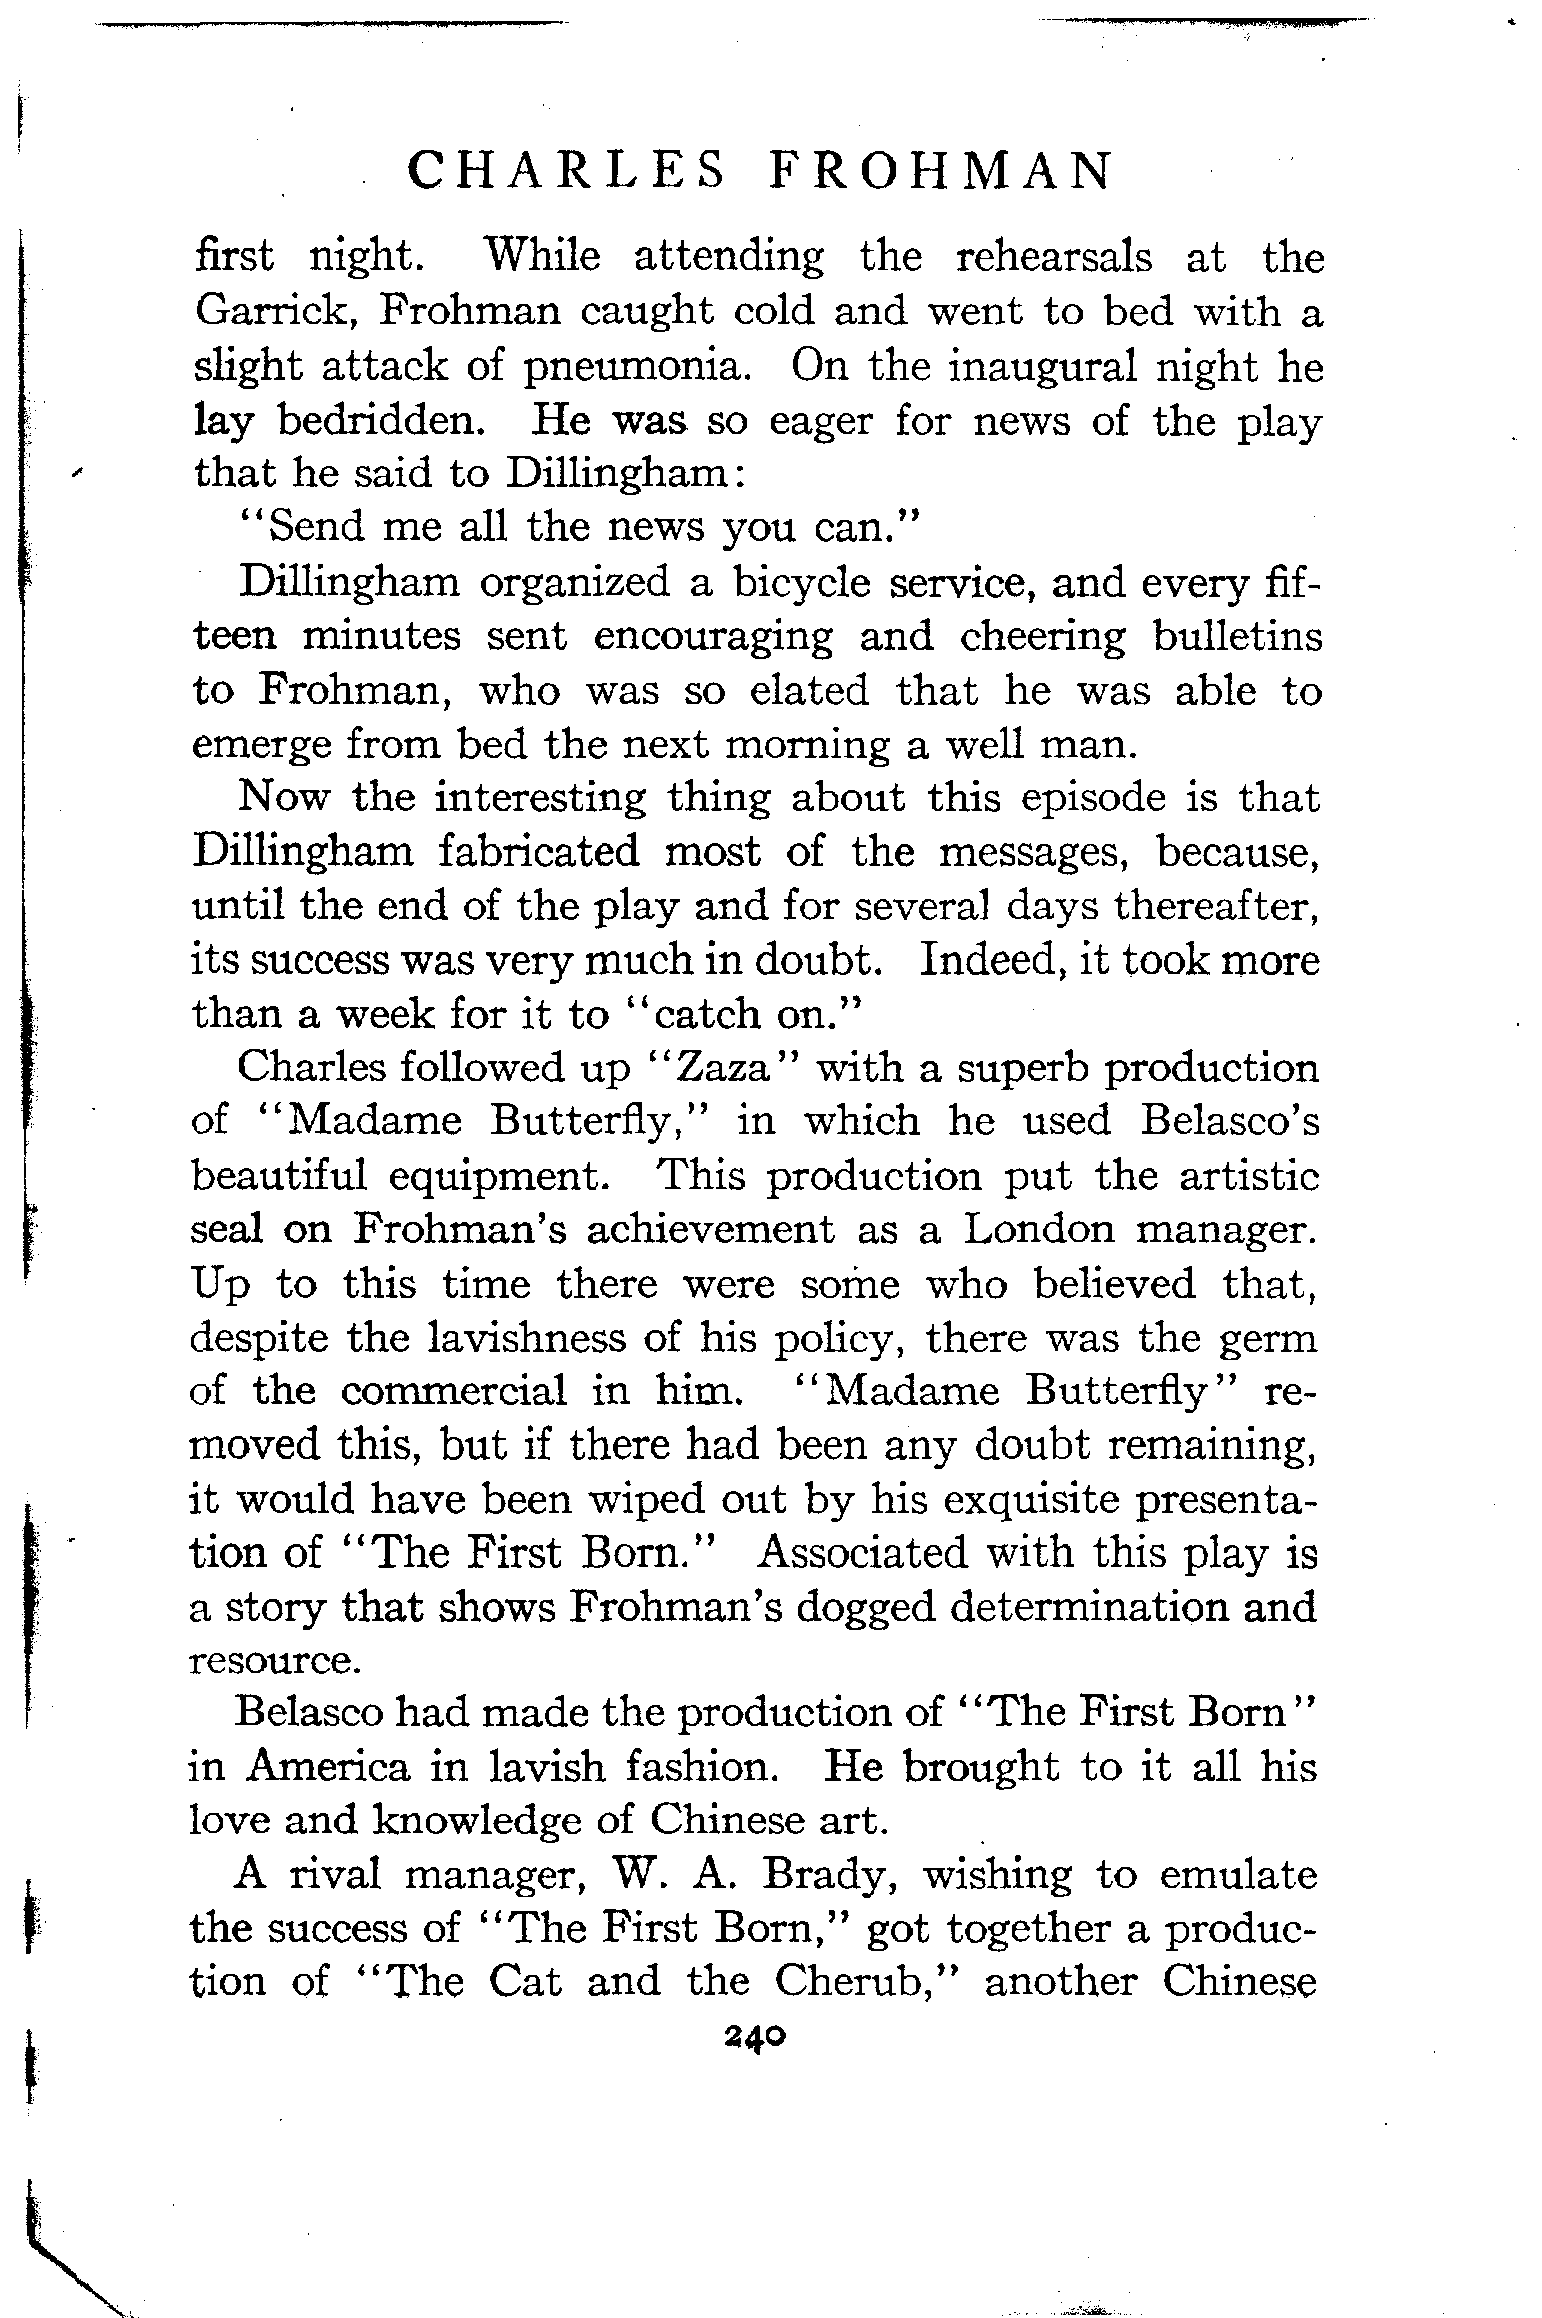 CHARLES FROHMAN
first night. While attending the rehearsals at the
Garrick, Frohman caught cold and went to bed with a
slight attack of pneumonia. On the inaugural night he
lay bedridden. He was so eager for news of the play
that he said to Dillingham:
"Send me all the news you can."
Dillingham organized a bicycle service, and every fif-
teen minutes sent encouraging and cheering bulletins
to Frohman, who was so elated that he was able to
emerge from bed the next morning a well man.
Now the interesting thing about this episode is that
Dillingham fabricated most of the messages, because,
until the end of the play and for several days thereafter,
its success was very much in doubt. Indeed, it took more
than a week for it to "catch on."
Charles followed up "Zaza" with a superb production
of "Madame Butterfly," in which he used Belasco's
beautiful equipment. This production put the artistic
seal on Frohman's achievement as a London manager.
Up to this time there were some who believed that,
despite the lavishness of his policy, there was the germ
of the commercial in him. "Madame Butterfly" re-
moved this, but if there had been any doubt remaining,
it would have been wiped out by his exquisite presenta-
tion of "The First Born." Associated with this play is
a story that shows Frohman's dogged determination and
resource.
Belasco had made the production of "The First Born"
in America in lavish fashion. He brought to it all his
love and knowledge of Chinese art.
A rival manager, W. A. Brady, wishing to emulate
the success of "The First Born," got together a produc-
tion of "The Cat and the Cherub," another Chinese
240